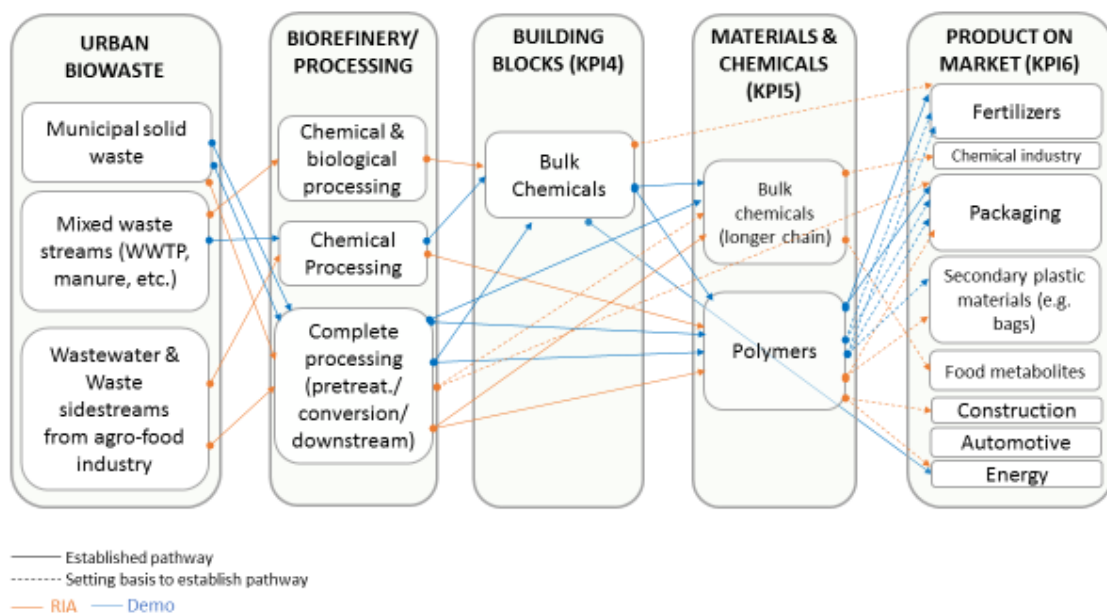 URBAN
BIOWASTE
Municipal solid
waste
Mixed waste
streams (WWTP,
manure, etc.)
Wastewater &
Waste
sidestreams
from agro-food
industry
BIOREFINERY/
PROCESSING
Chemical &
biological
processing
Chemical
Processing
Complete
processing
(pretreat./
conversion/
downstream)
BUILDING
BLOCKS (KPI4)
Bulk
Chemicals
MATERIALS &
CHEMICALS
(KPI5)
Bulk
chemicals
(longer chain)
Polymers
PRODUCT ON
MARKET (KPI6)
Fertilizers
Chemical industry
Packaging
Secondary plastic
materials (e.g.
bags)
Food metabolites
Construction
Automotive
Energy
Established pathway
Setting basis to establish pathway
RIA Demo